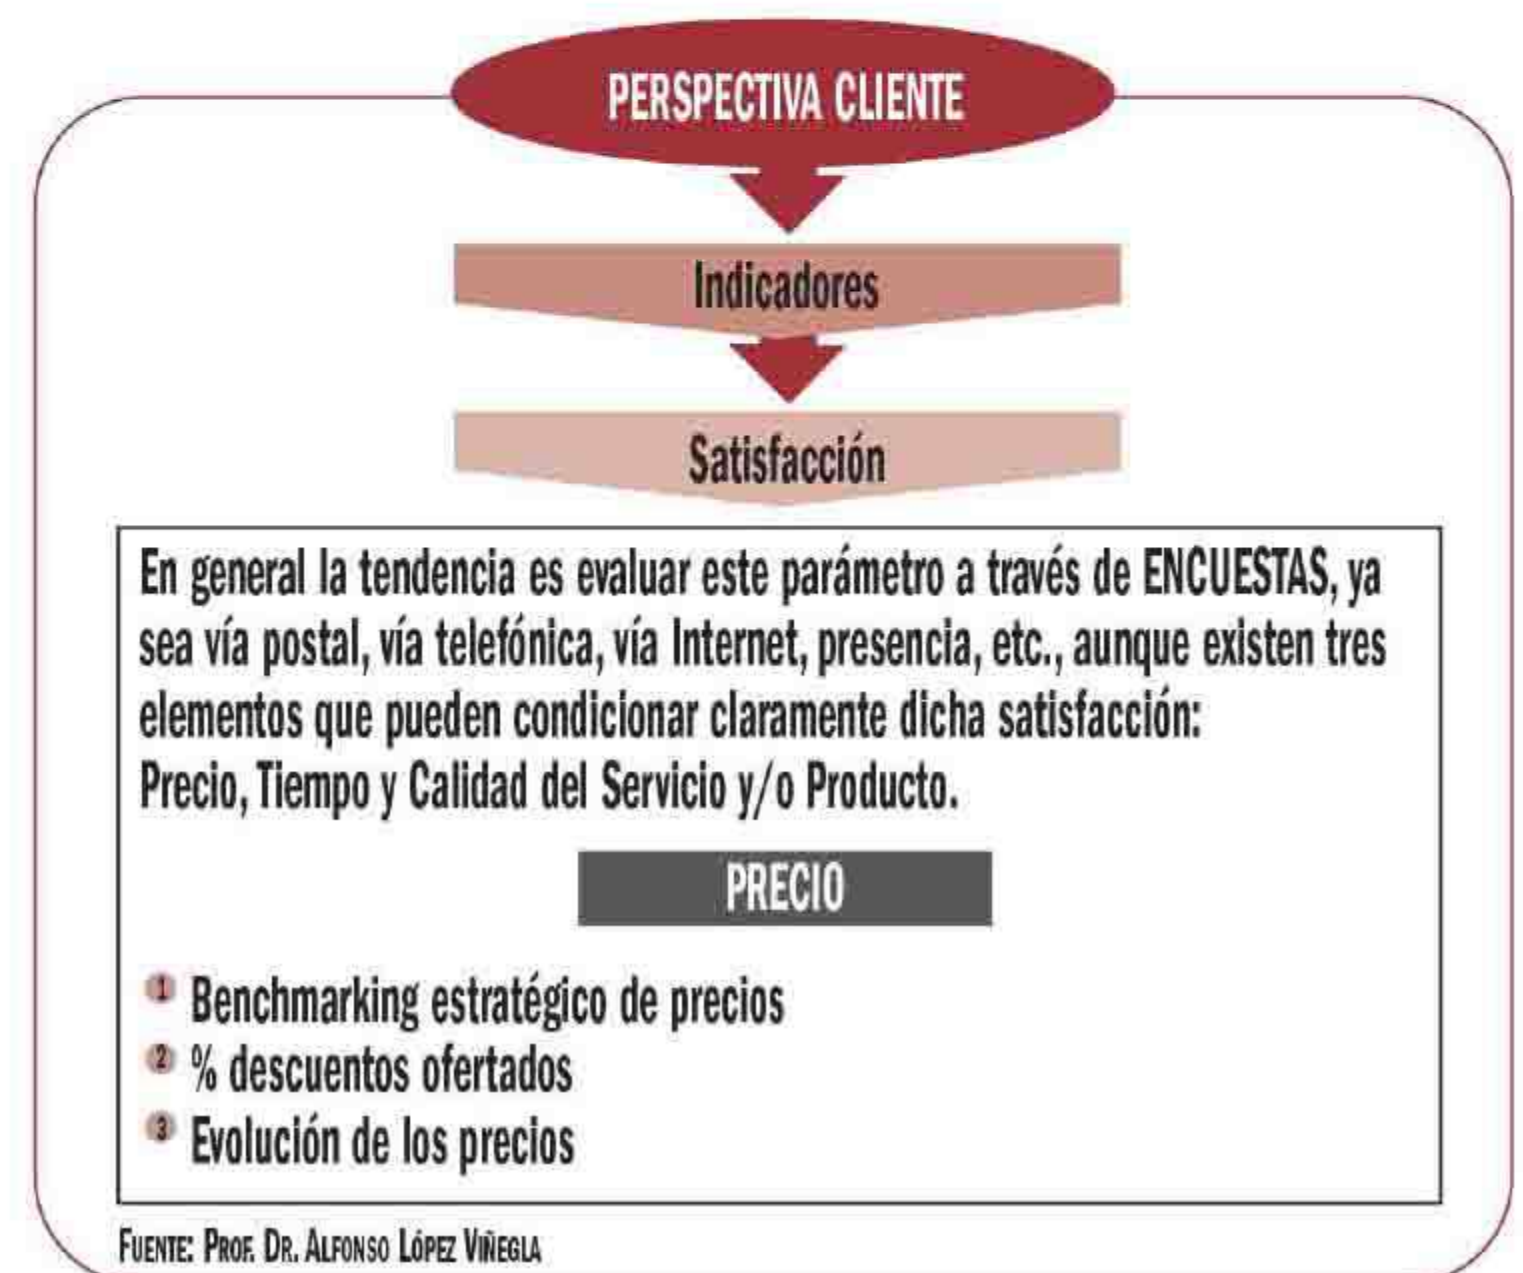 PERSPECTIVA CLIENTE
Indicadores
Satisfacción
En general la tendencia es evaluar este parámetro a través de ENCUESTAS, ya
sea vía postal, vía telefónica, vía Internet, presencia, etc., aunque existen tres
elementos que pueden condicionar claramente dicha satisfacción:
Precio, Tiempo y Calidad del Servicio y/o Producto.
PRECIO
1 Benchmarking estratégico de precios
2 % descuentos ofertados
3 Evolución de los precios
FUENTE: PROF. DR. ALFONSO LÓPEZ VIÑEGLA